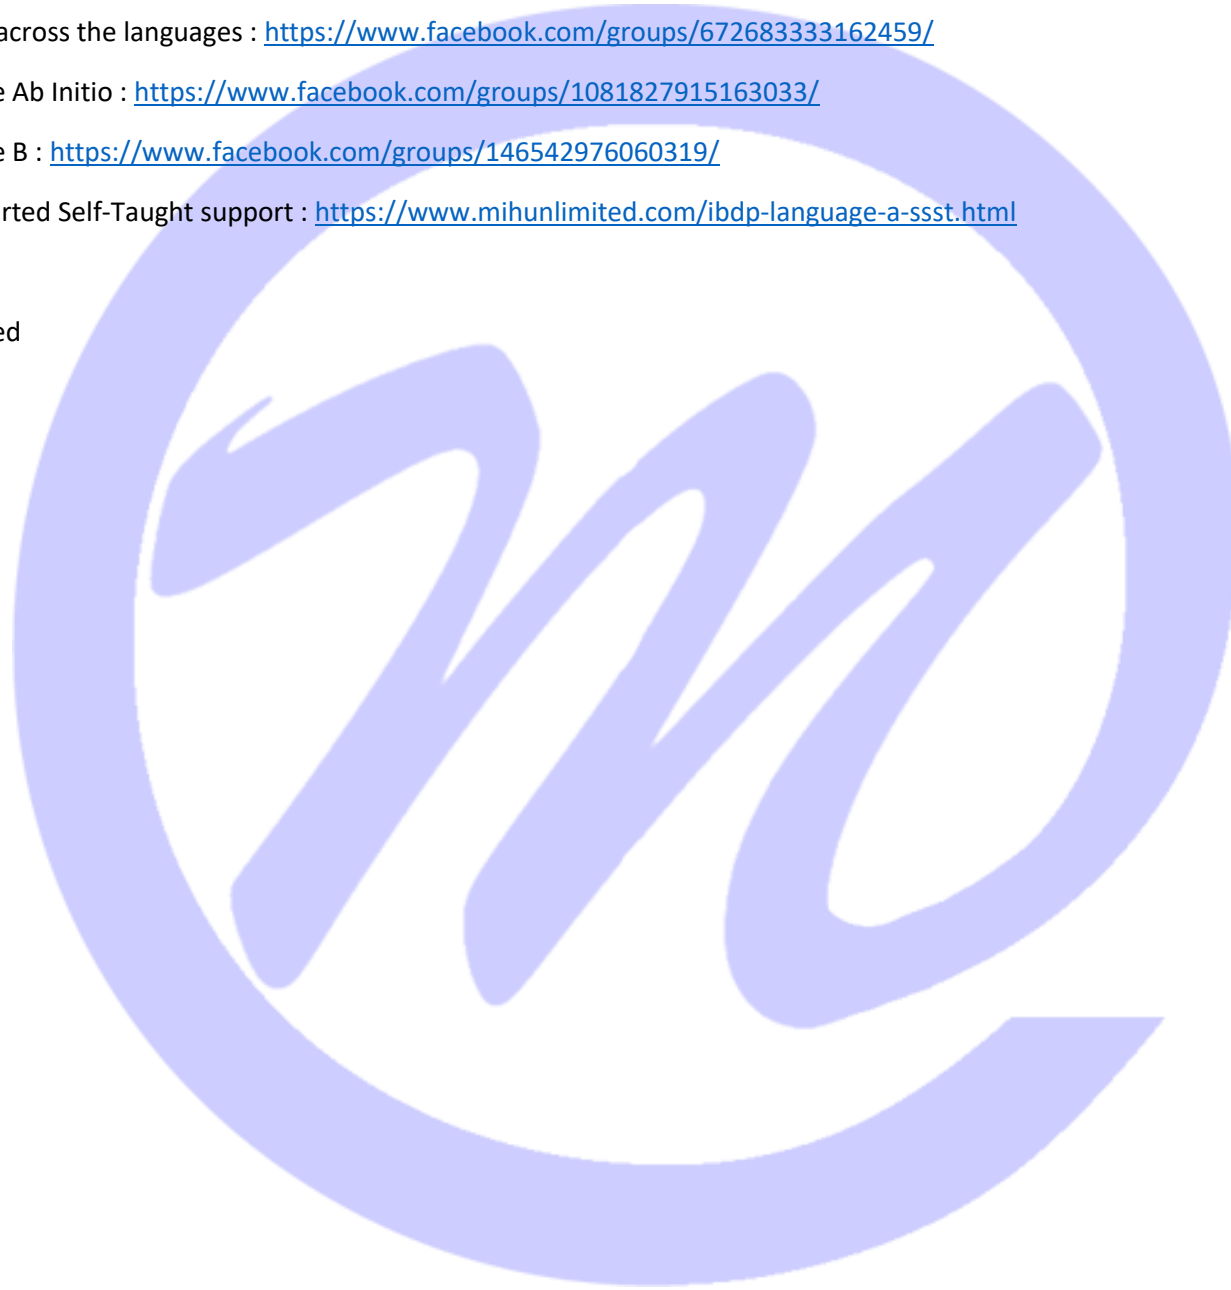 across the languages : https://www.facebook.com/groups/672683333162459/
e Ab Initio : https://www.facebook.com/groups/1081827915163033/
e B : https://www.facebook.com/groups/146542976060319/
rted Self-Taught support : https://www.mihunlimited.com/ibdp-language-a-ssst.html
ed